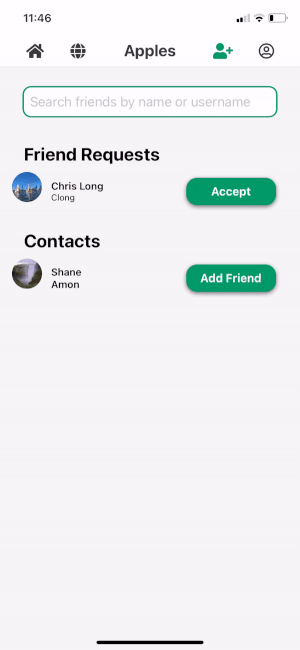 11:46
Apples
Search friends by name or username
Friend Requests
Chris Long
Clong
Accept
Contacts
Shane
Amon
Add Friend